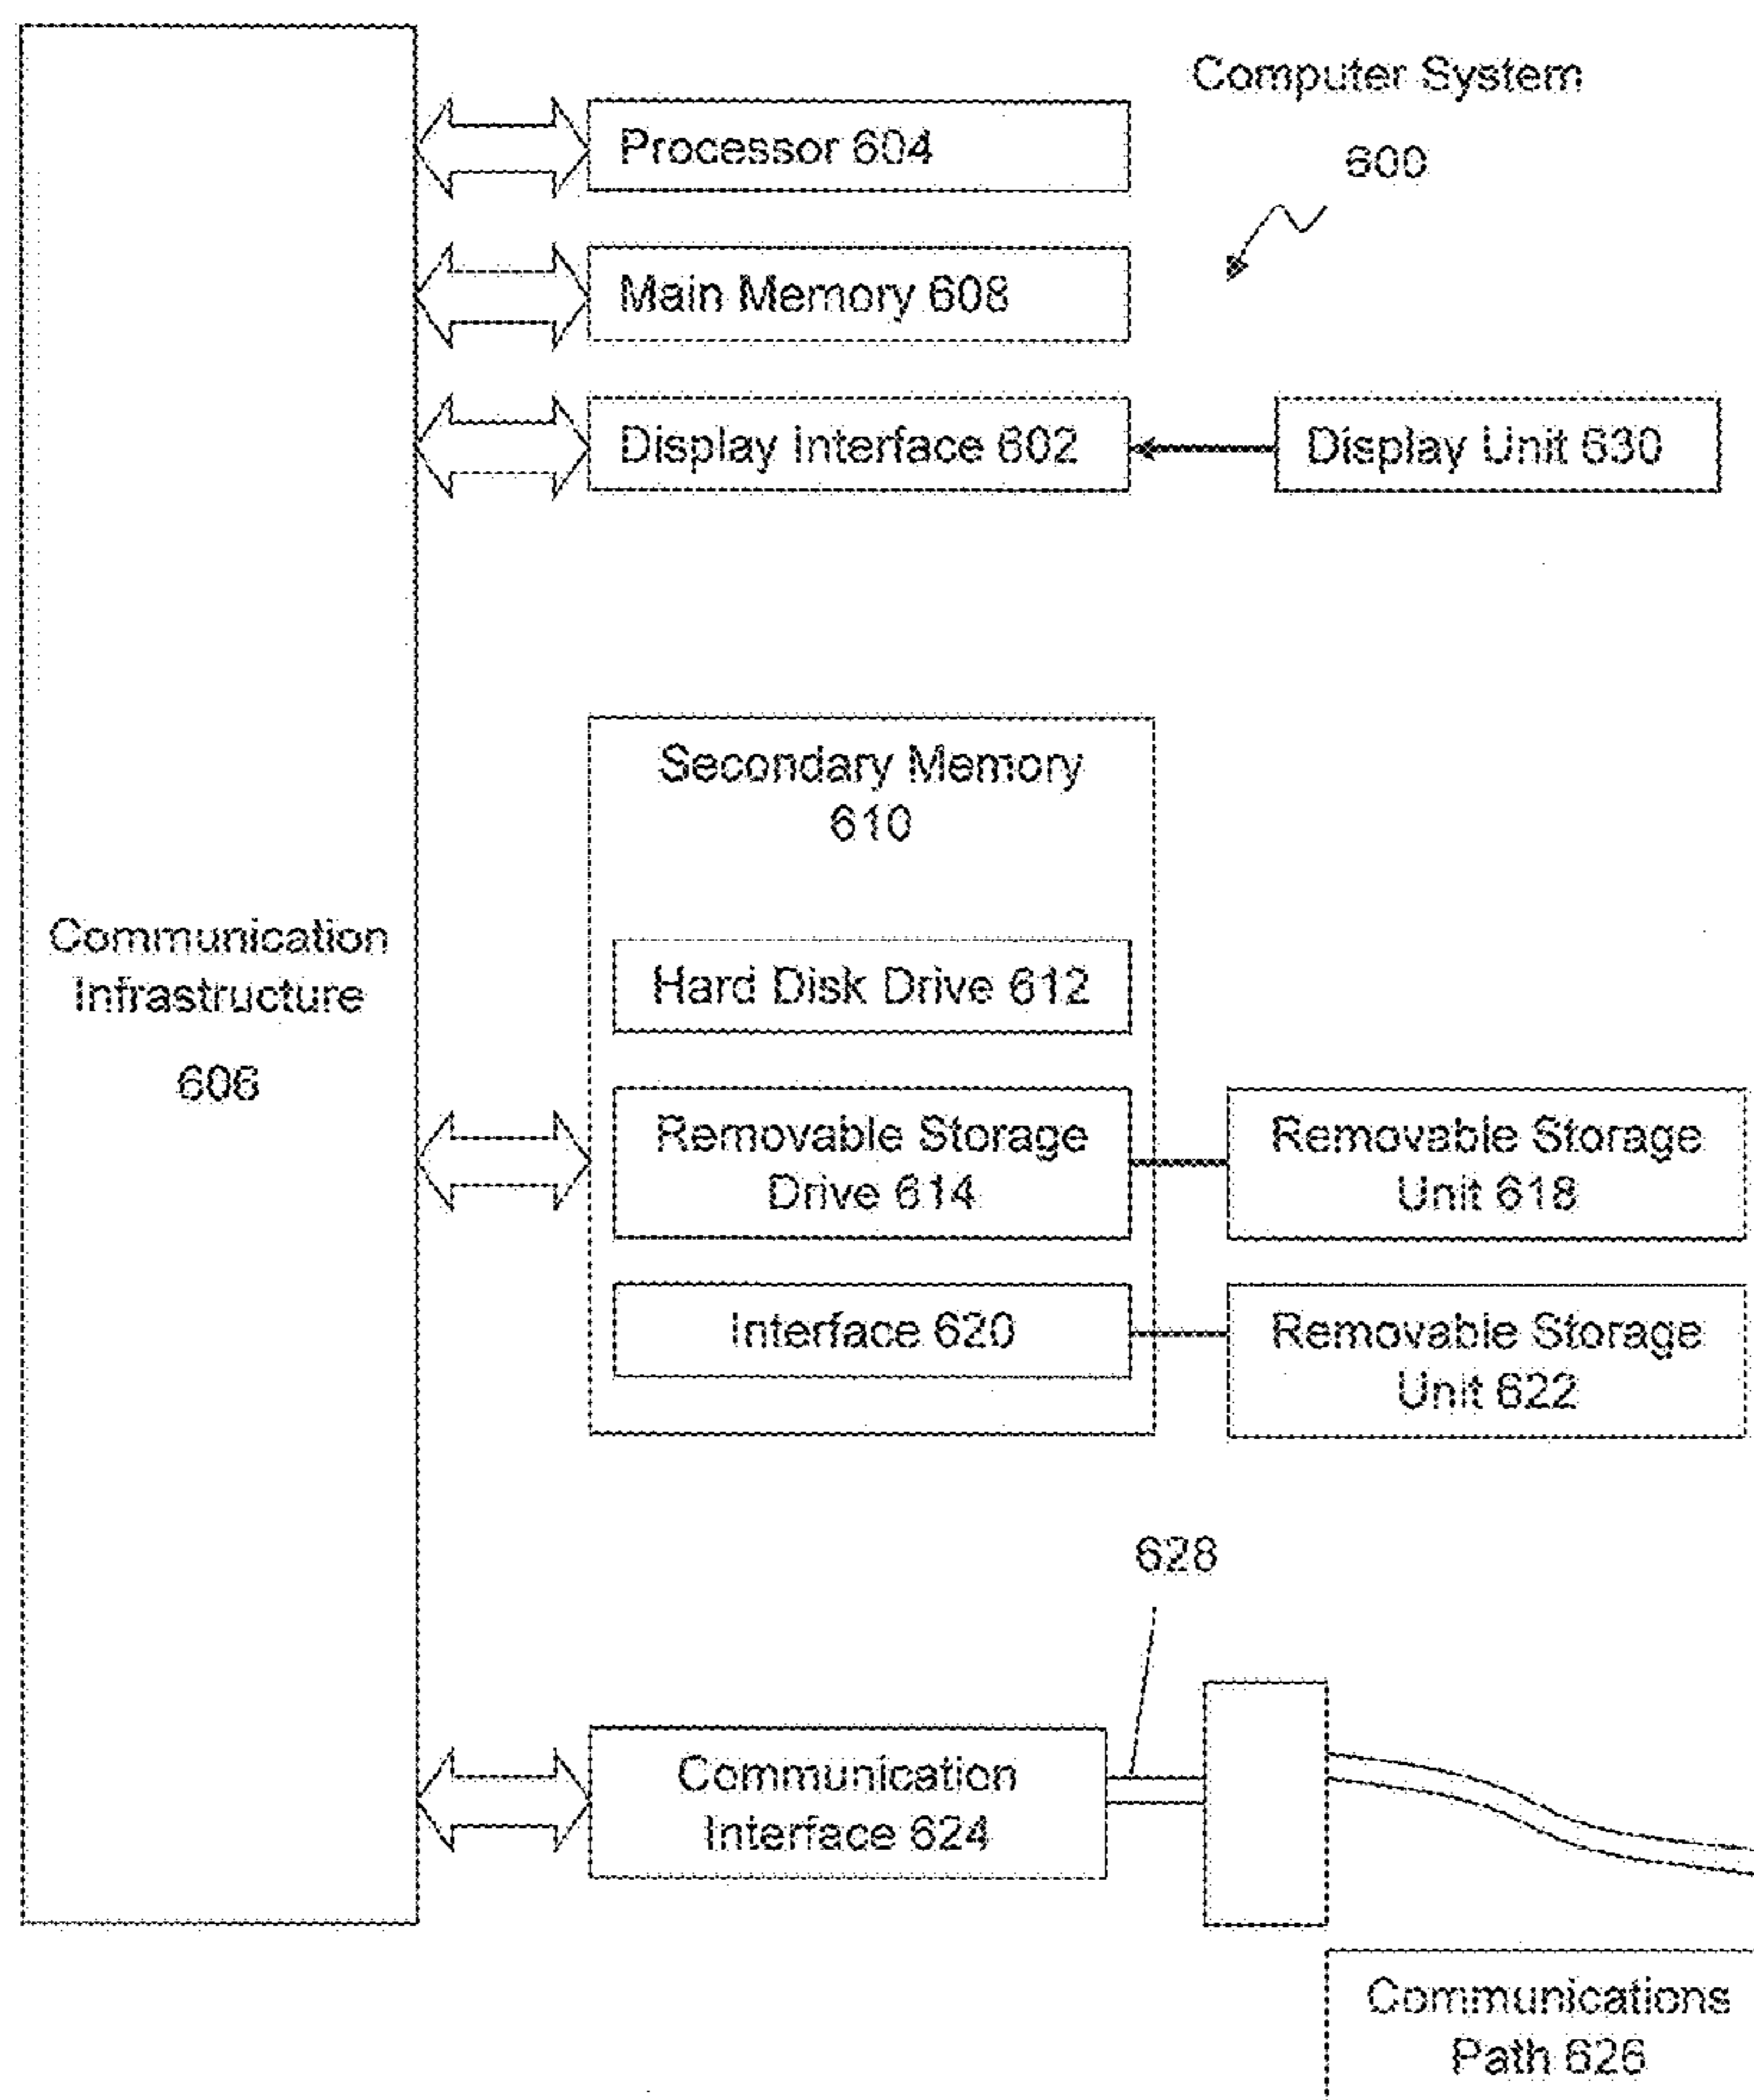 Computer System
600
Processor 604
Main Memory 608
Display Interface 602
Display Unit 630
Secondary Memory
610
Communication
Infrastructure
606
Hard Disk Drive 612
Removable Storage
Drive 614
Removable Storage
Unit 618
Interface 620
Removable Storage
Unit 622
628
Communication
Interface 624
Communications
Path 626